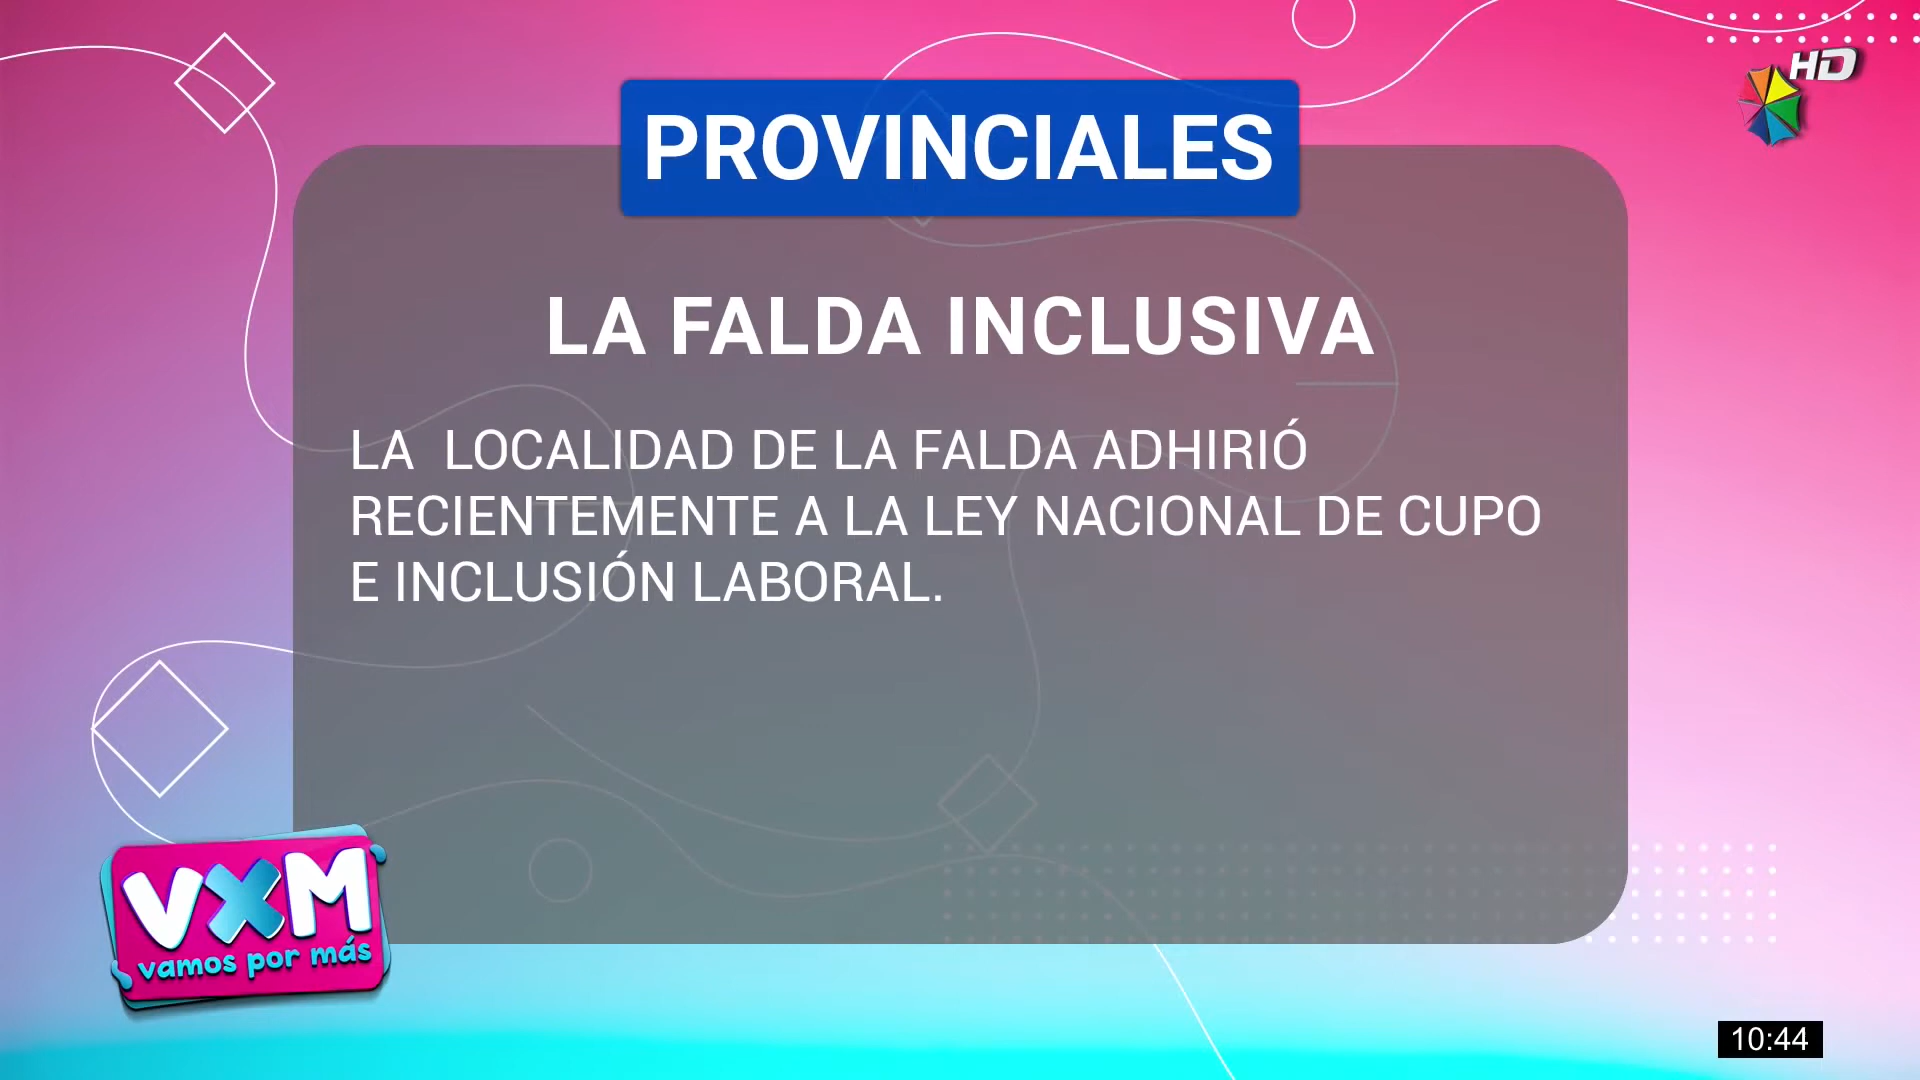 HD
PROVINCIALES
LA FALDA INCLUSIVA
LA LOCALIDAD DE LA FALDA ADHIRIÓ
RECIENTEMENTE A LA LEY NACIONAL DE CUPO
E INCLUSIÓN LABORAL.
VXM
vamos por más
10:44